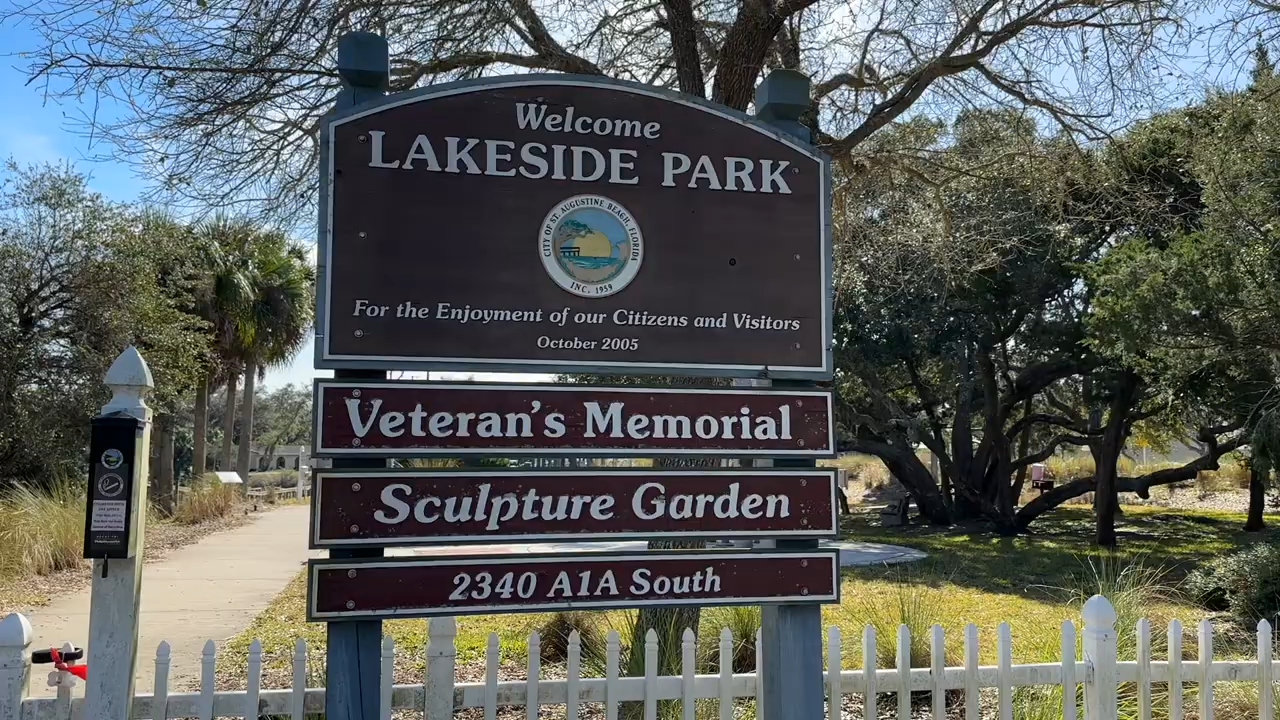 Welcome
LAKESIDE PARK
CITY OF ST. AUGUSTINE BEACH, FLORIDA
INC. 1959
For the Enjoyment of our Citizens and Visitors
October 2005
Veteran's Memorial
Sculpture Garden
2340 A1A South